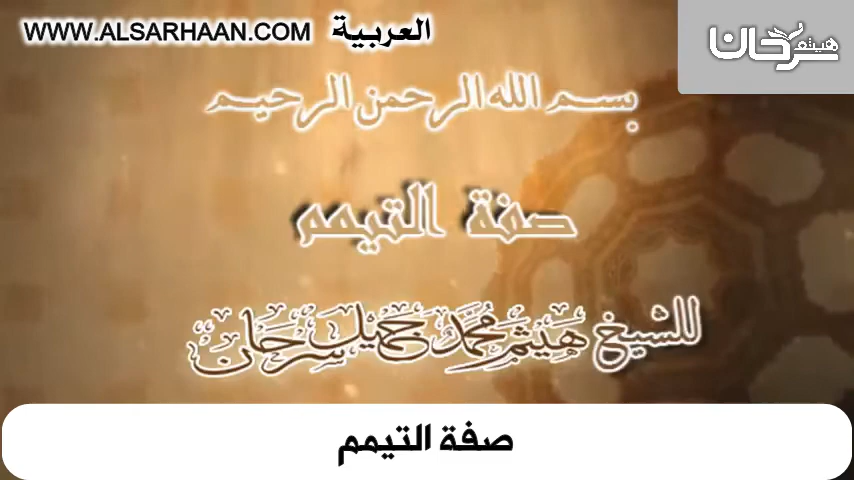 WWW.ALSARHAAN.COM العربية
هيثم سرحان
بسم الله الرحمن الرحيم
صفة التيمم
للشيخ هيثم محمد جميل سرحان
صفة التيمم